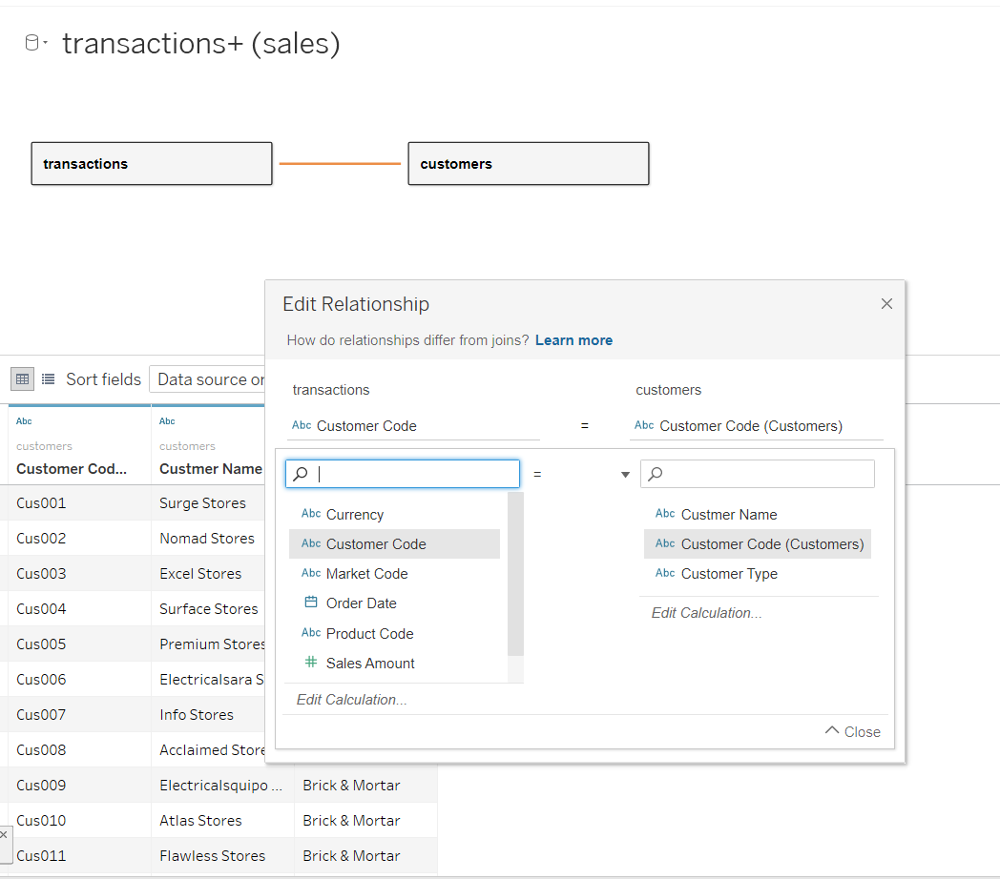 transactions+ (sales)
transactions
customers
Edit Relationship
How do relationships differ from joins? Learn more
Sort fields
Data source or
transactions
customers
Abc Customer Code
=
Abc Customer Code (Customers)
=
Abc Currency
Abc Customer Code
Abc Market Code
Order Date
Abc Product Code
# Sales Amount
Edit Calculation...
Abc Custmer Name
Abc Customer Code (Customers)
Abc Customer Type
Edit Calculation...
Close
Abc
Abc
customers
customers
Customer Cod...
Custmer Name
Cus001 Surge Stores
Cus002 Nomad Stores
Cus003 Excel Stores
Cus004 Surface Stores
Cus005 Premium Stores
Cus006 Electricalsara S
Cus007 Info Stores
Cus008 Acclaimed Store
Cus009 Electricalsquipo ... Brick & Mortar
Cus010 Atlas Stores Brick & Mortar
Cus011 Flawless Stores Brick & Mortar